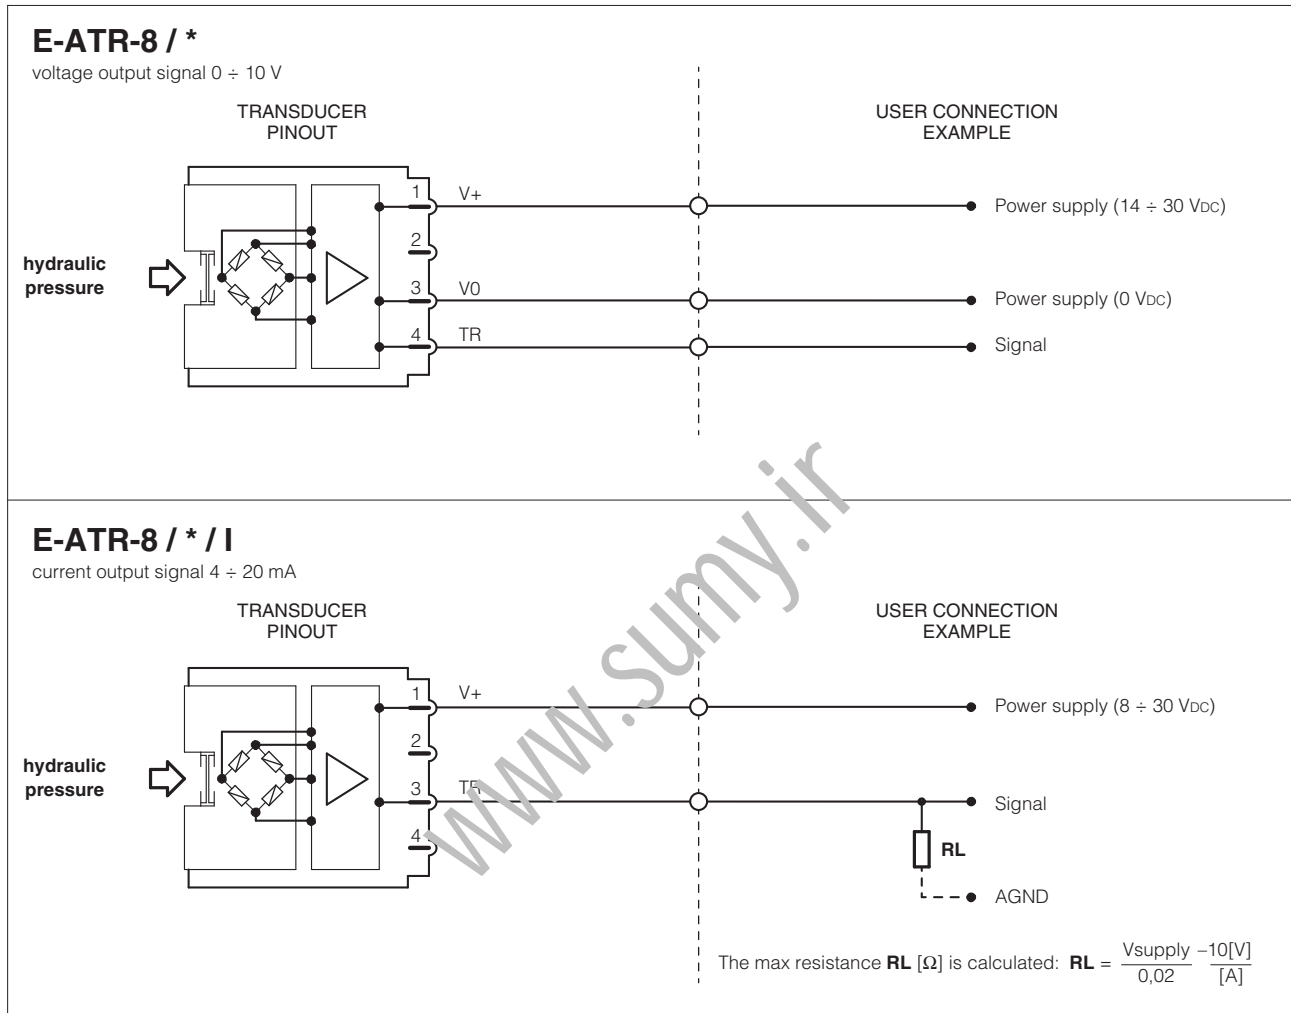 E-ATR-8 / *
voltage output signal 0 ÷ 10 V
TRANSDUCER
PINOUT
USER CONNECTION
EXAMPLE
hydraulic
pressure
1 V+
2
3 V0
4 TR
Power supply (14 ÷ 30 VDC)
Power supply (0 VDC)
Signal
E-ATR-8 / * / I
current output signal 4 ÷ 20 mA
TRANSDUCER
PINOUT
USER CONNECTION
EXAMPLE
hydraulic
pressure
1 V+
2
3 TR
4
Power supply (8 ÷ 30 VDC)
Signal
RL
AGND
The max resistance RL [Ω] is calculated: RL = Vsupply –10[V]
0,02 [A]
www.sumy.ir